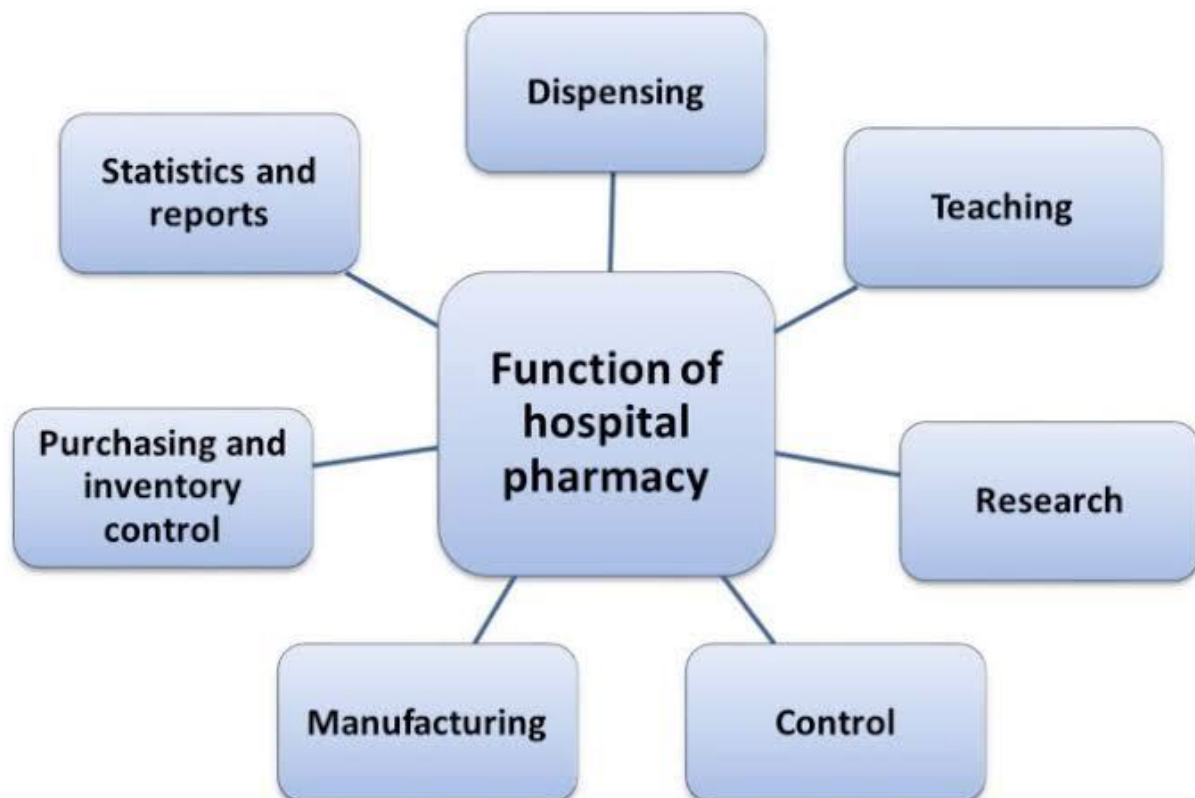 Dispensing
Statistics and
reports
Teaching
Function of
hospital
pharmacy
Purchasing and
inventory
control
Research
Manufacturing
Control